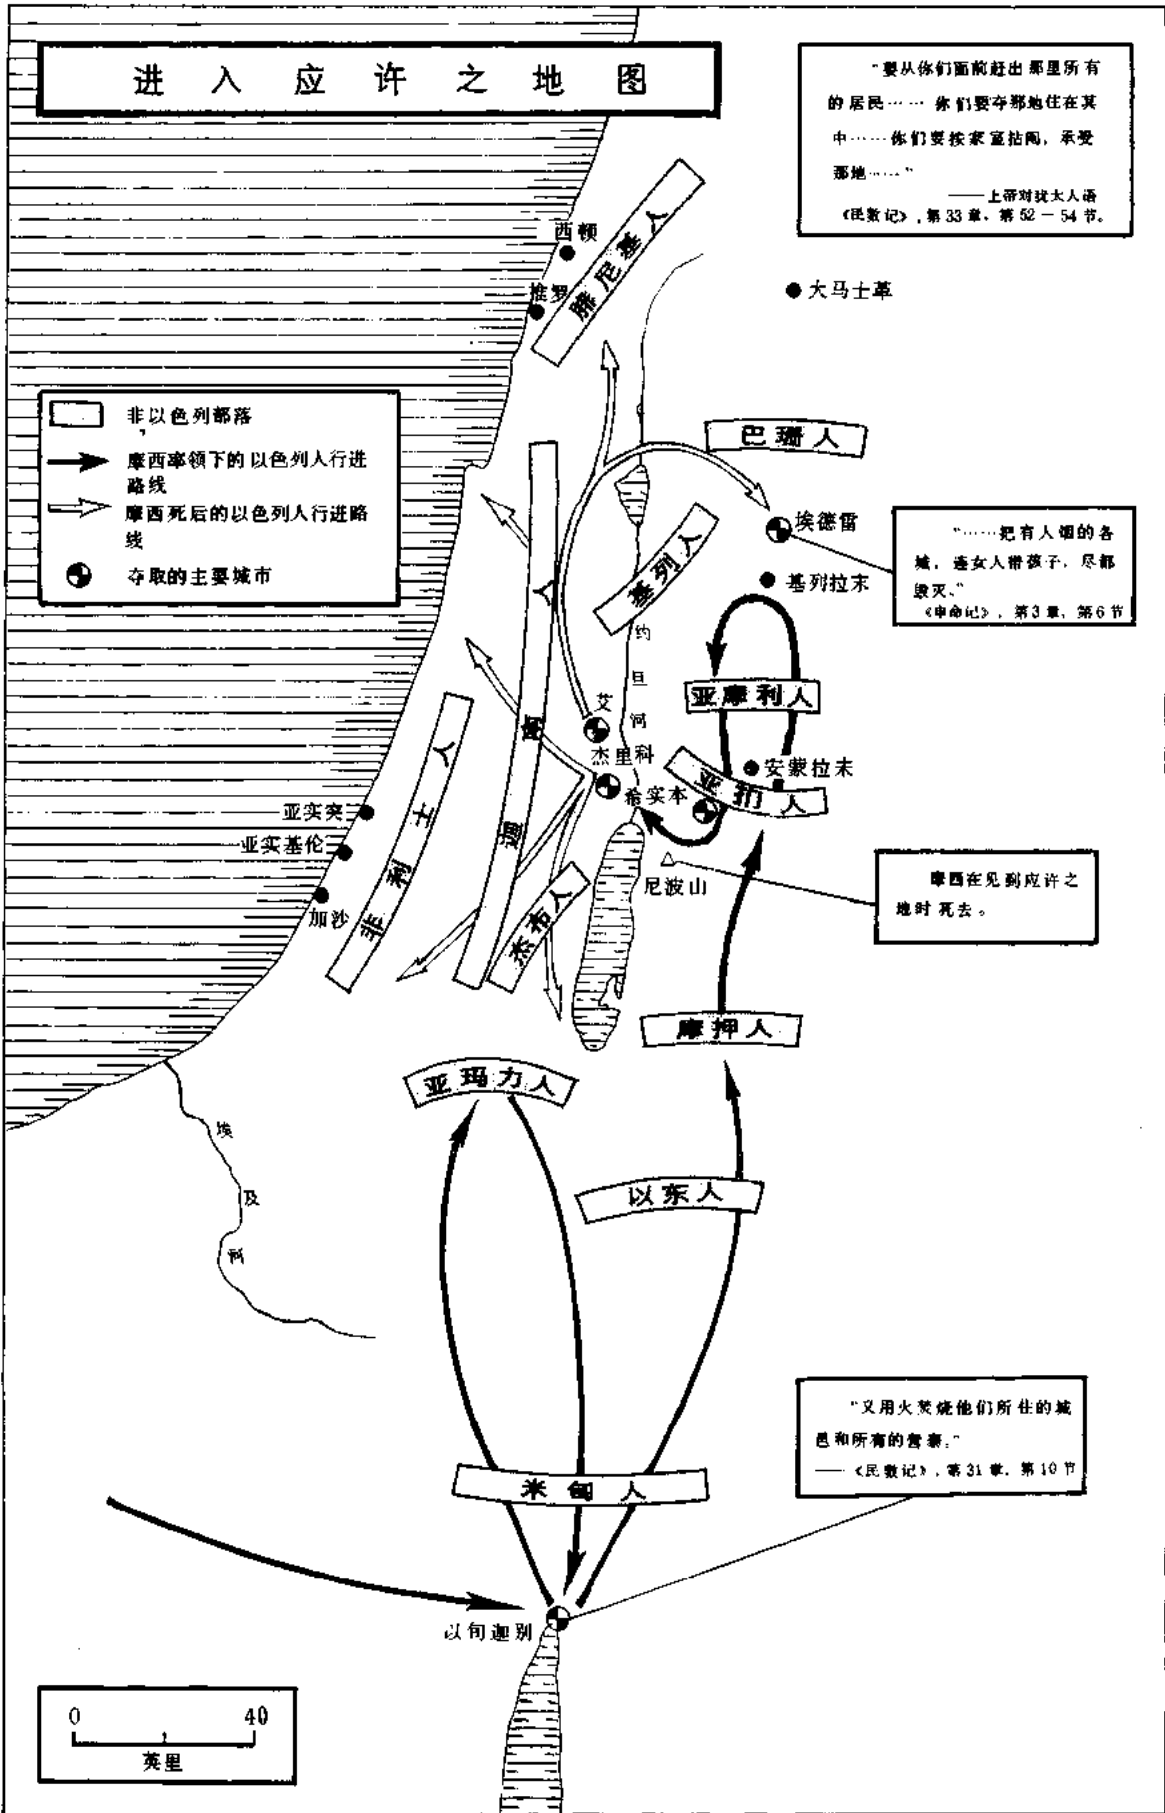 进入应许之地图
“要从你们面前赶出那里所有
的居民…… 你们要夺那地住在其
中……你们要按家室拈阄，承受
那地……”
——上帝对犹太人语
《民数记》，第33章，第52－54节。
西顿
推罗
腓尼基人
大马士革
非以色列部落
摩西率领下的以色列人行进
路线
摩西死后的以色列人行进路
线
夺取的主要城市
巴珊人
埃德雷
“……把有人烟的各
城，连女人带孩子，尽都
毁灭。”
《申命记》，第3章，第6节
基列人
基列拉末
约旦河
亚摩利人
艾
杰里科
希实本
安蒙拉末
亚扪人
迦南人
非利士人
亚实突
亚实基伦
加沙
杰布人
尼波山
摩西在见到应许之
地时死去。
摩押人
亚玛力人
以东人
埃及河
“又用火焚烧他们所住的城
邑和所有的营寨。”
——《民数记》，第31章，第10节
米甸人
以旬迦别
0 40
英里